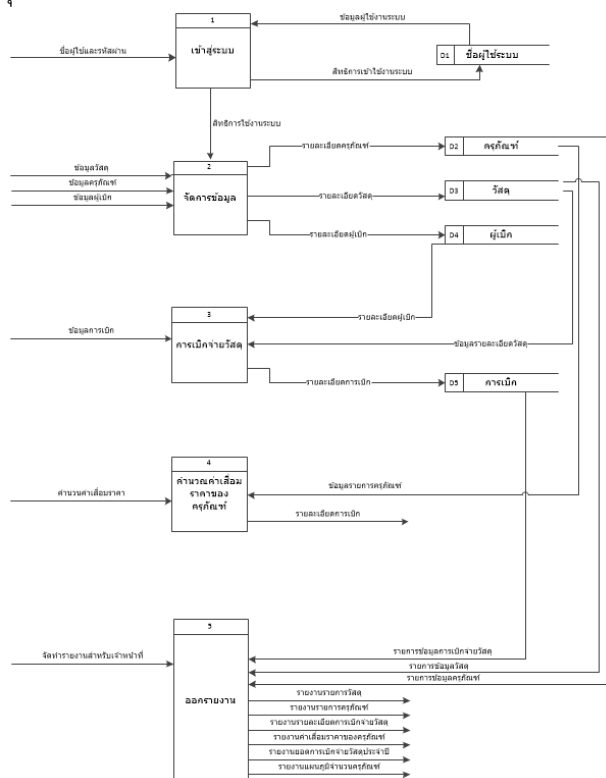 1
ข้อมูลผู้ใช้งานระบบ
ชื่อผู้ใช้และรหัสผ่าน
เข้าสู่ระบบ
D1 ชื่อผู้ใช้ระบบ
สิทธิการเข้าใช้งานระบบ
สิทธิการใช้งานระบบ
2
รายละเอียดครุภัณฑ์
D2 ครุภัณฑ์
ข้อมูลวัสดุ
ข้อมูลครุภัณฑ์
ข้อมูลผู้เบิก
จัดการข้อมูล
รายละเอียดวัสดุ
D3 วัสดุ
รายละเอียดผู้เบิก
D4 ผู้เบิก
3
รายละเอียดผู้เบิก
ข้อมูลการเบิก
การเบิกจ่ายวัสดุ
ข้อมูลรายละเอียดวัสดุ
รายละเอียดการเบิก
D5 การเบิก
4
คำนวณค่าเสื่อม
ราคาของ
ครุภัณฑ์
ข้อมูลรายการครุภัณฑ์
คำนวนค่าเสื่อมราคา
รายละเอียดการเบิก
5
จัดทำรายงานสำหรับเจ้าหน้าที่
รายการข้อมูลการเบิกจ่ายวัสดุ
รายการข้อมูลวัสดุ
รายการข้อมูลครุภัณฑ์
ออกรายงาน
รายงานรายการวัสดุ
รายงานรายการครุภัณฑ์
รายงานรายละเอียดการเบิกจ่ายวัสดุ
รายงานค่าเสื่อมราคาของครุภัณฑ์
รายงานยอดการเบิกจ่ายวัสดุประจำปี
รายงานแผนภูมิจำนวนครุภัณฑ์